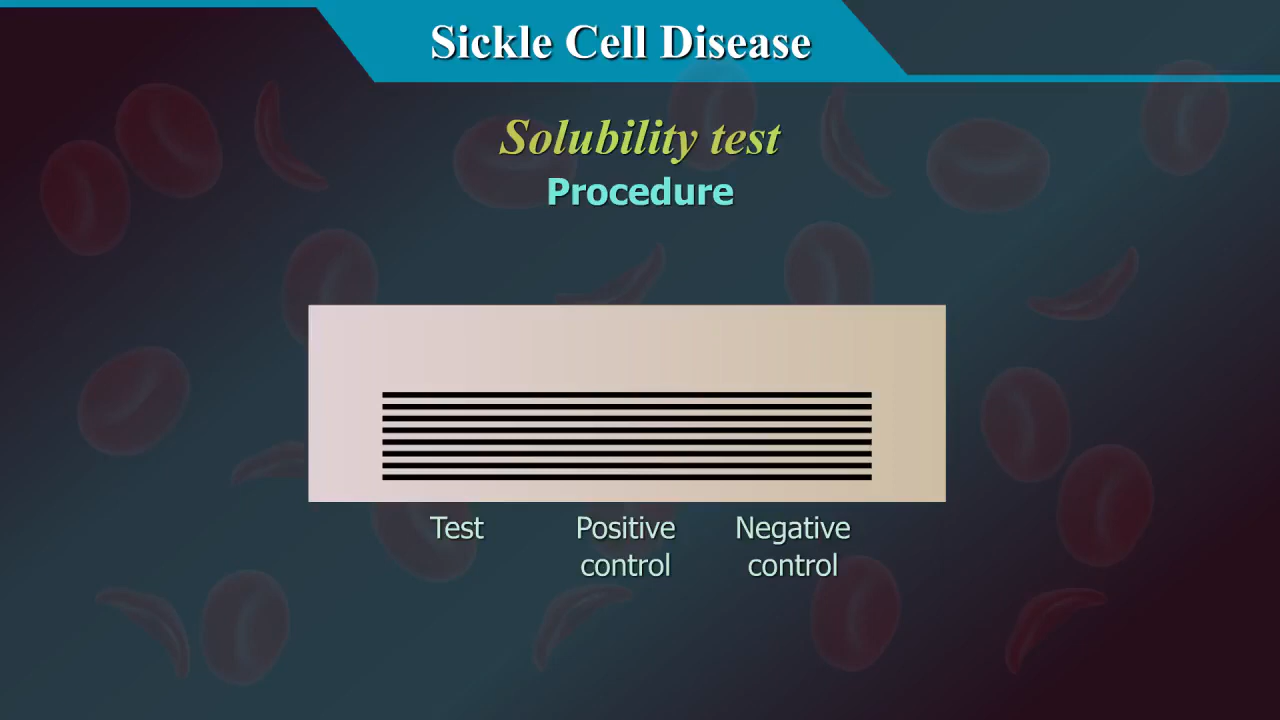 Sickle Cell Disease
Solubility test
Procedure
Test
Positive
control
Negative
control